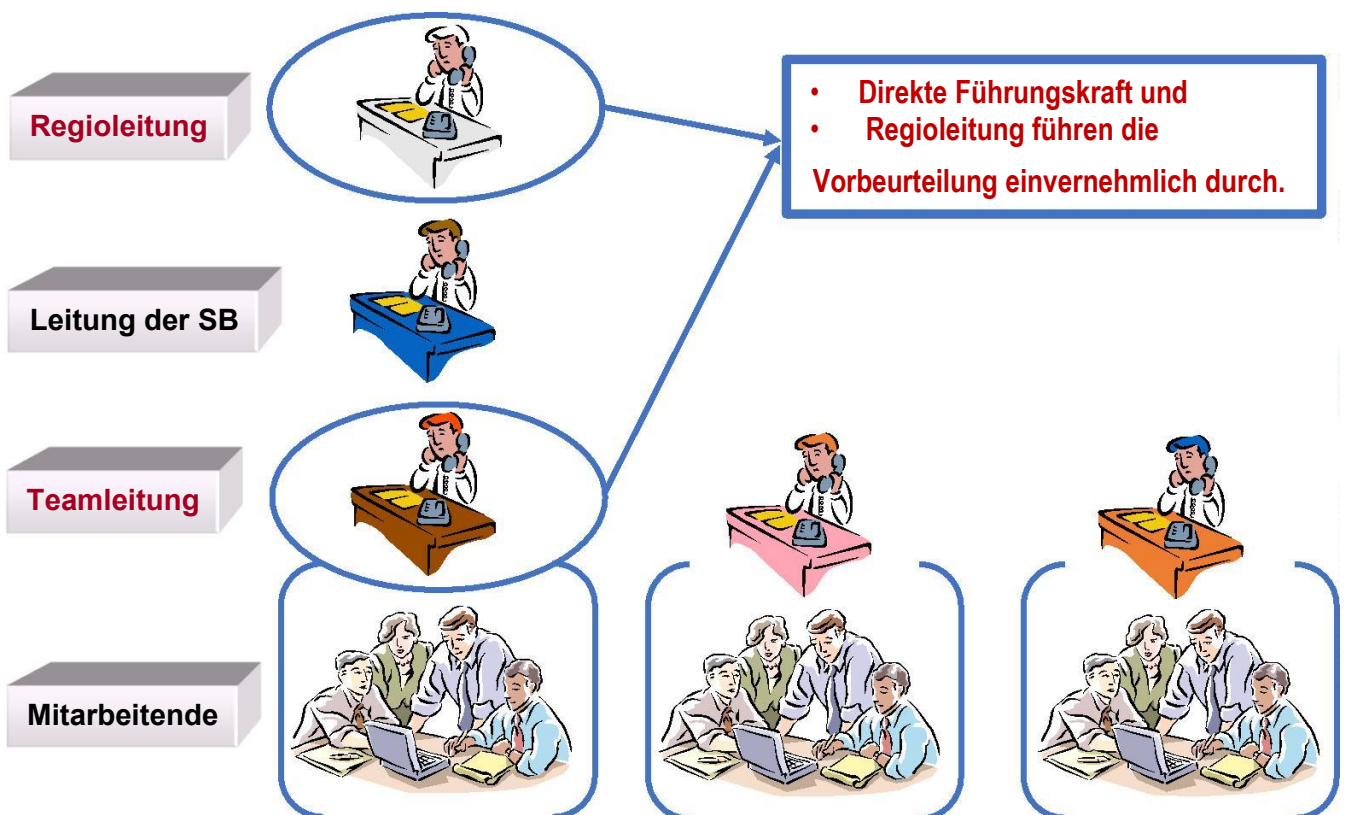 Regioleitung
• Direkte Führungskraft und
• Regioleitung führen die
Vorbeurteilung einvernehmlich durch.
Leitung der SB
Teamleitung
Mitarbeitende